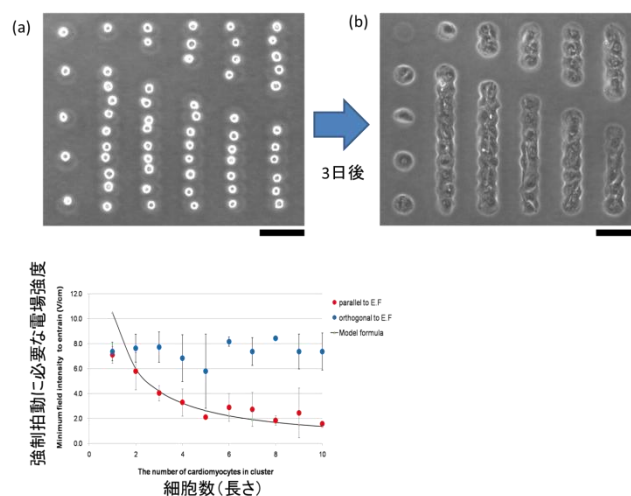 (a)
(b)
3日後
強制拍動に必要な電場強度
Minimum field intensity to entrain (V/cm)
12.0
10.0
8.0
6.0
4.0
2.0
0.0
0
2
4
6
8
10
parallel to E.F
orthogonal to E.F
Model formula
The number of cardiomyocytes in cluster
細胞数(長さ)